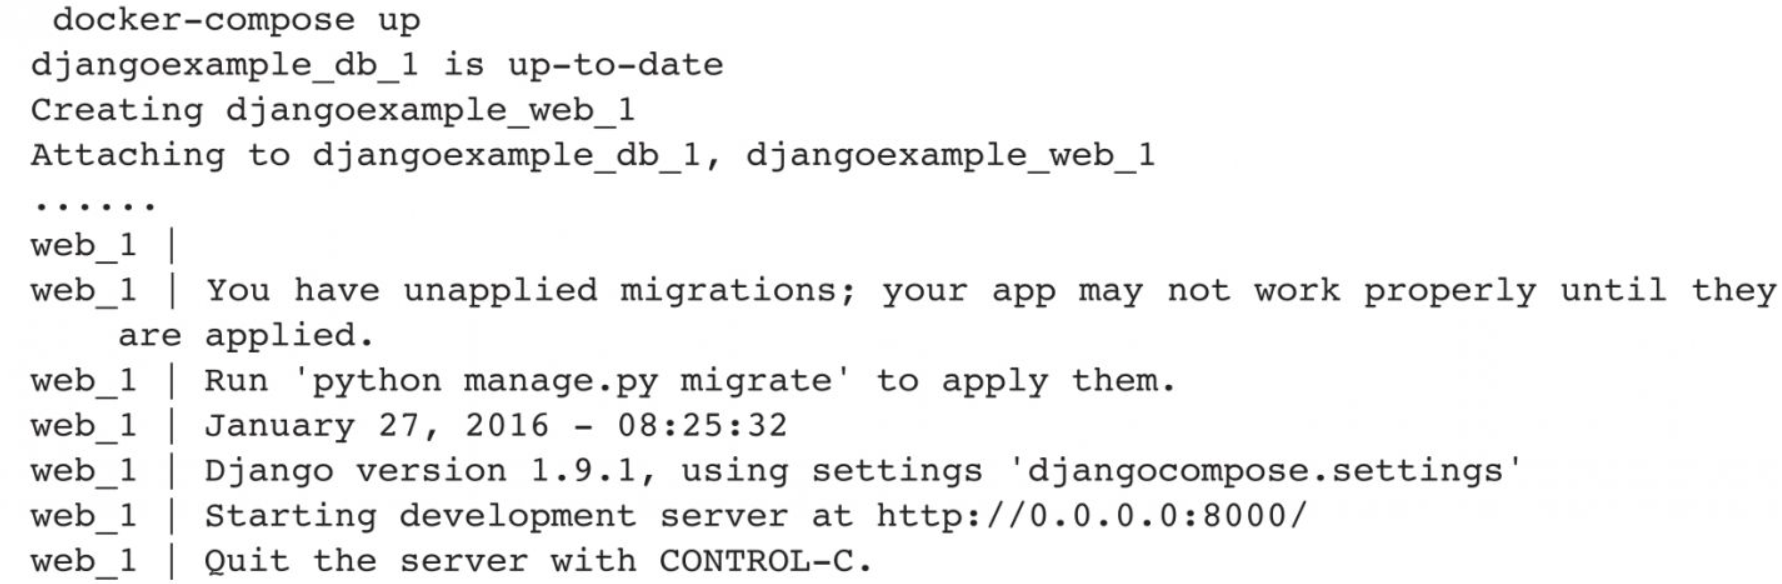 docker-compose up
djangoexample_db_1 is up-to-date
Creating djangoexample_web_1
Attaching to djangoexample_db_1, djangoexample_web_1
......
web_1 |
web_1 | You have unapplied migrations; your app may not work properly until they
are applied.
web_1 | Run 'python manage.py migrate' to apply them.
web_1 | January 27, 2016 - 08:25:32
web_1 | Django version 1.9.1, using settings 'djangocompose.settings'
web_1 | Starting development server at http://0.0.0.0:8000/
web_1 | Quit the server with CONTROL-C.